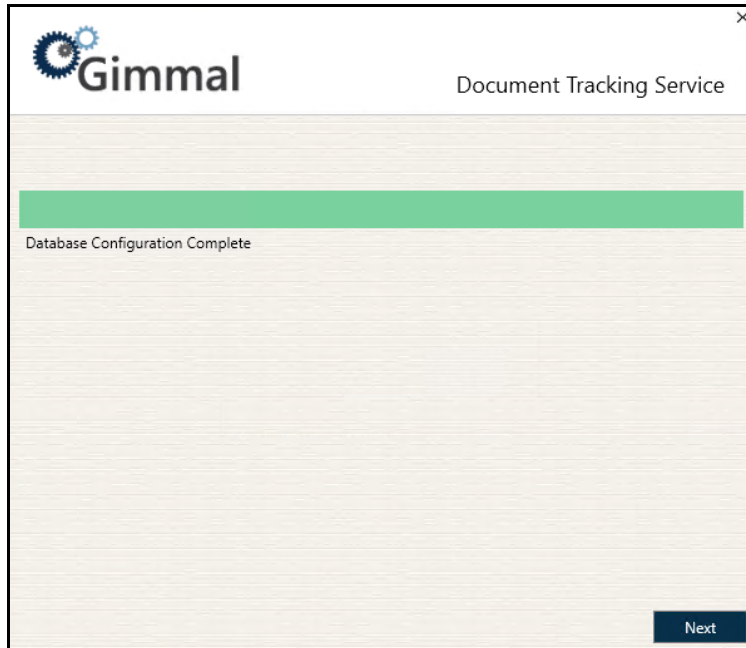 Gimmal
Document Tracking Service
Database Configuration Complete
Next